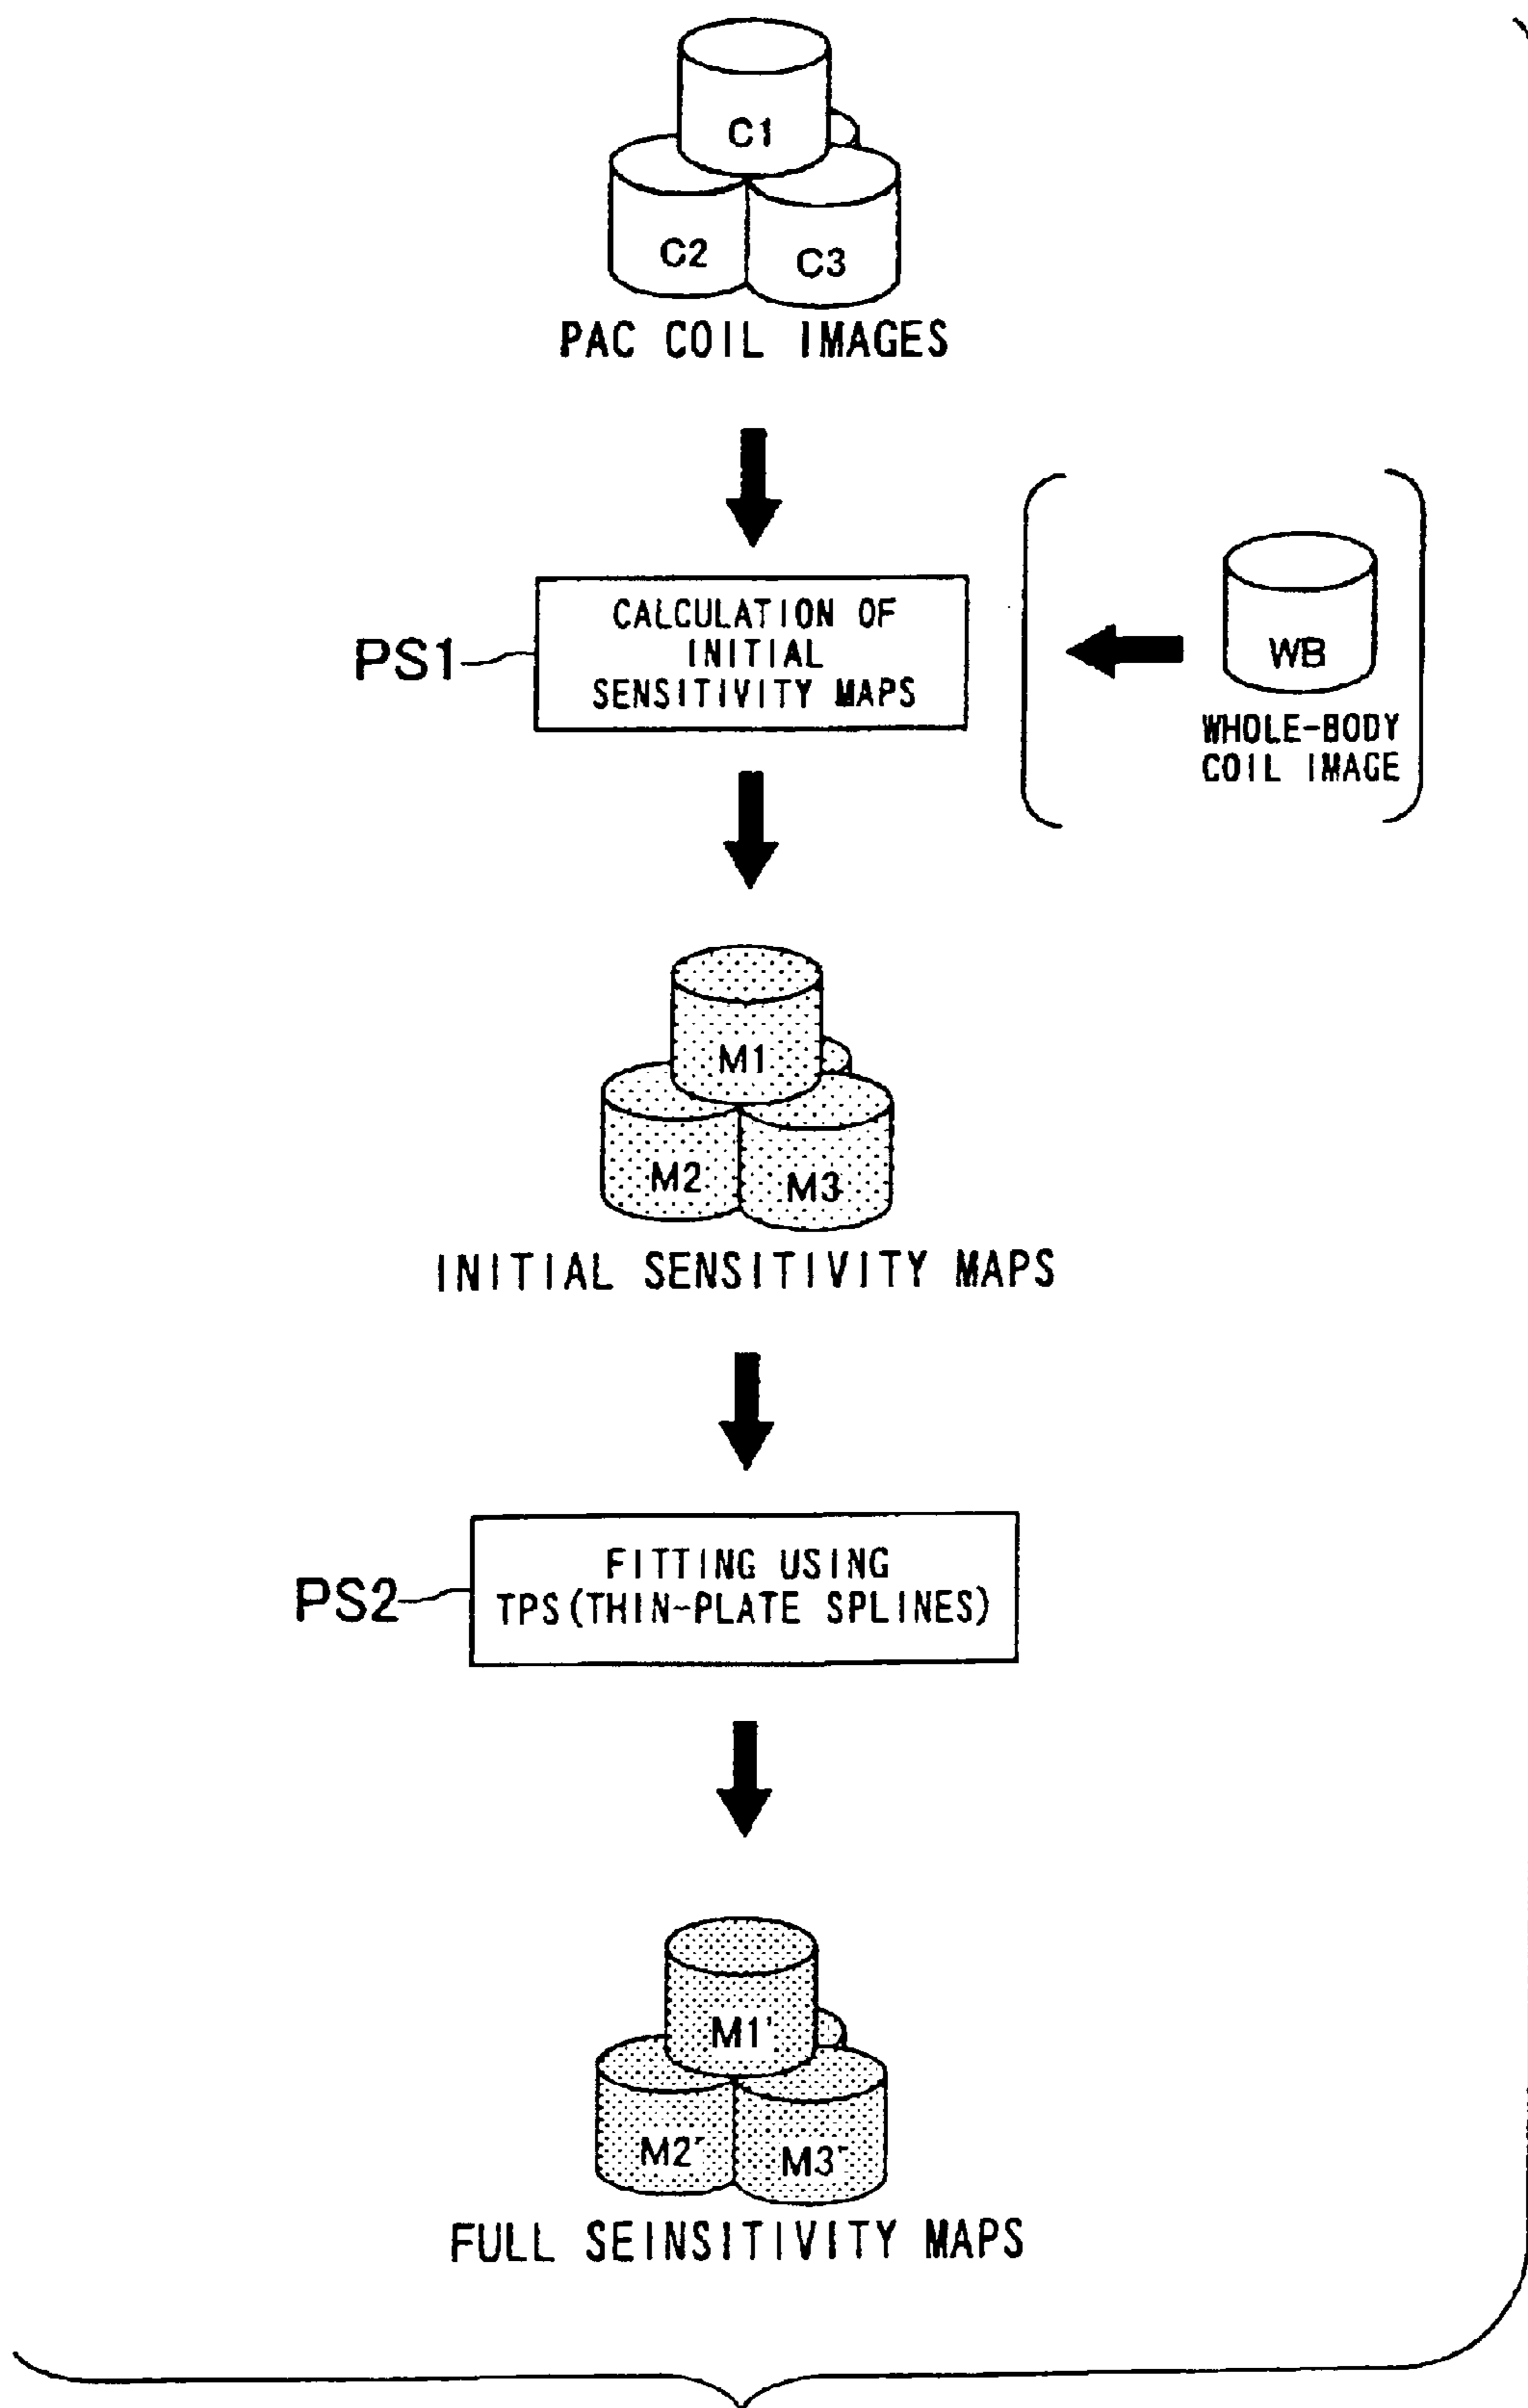 C1
C2
C3
PAC COIL IMAGES
PS1
CALCULATION OF
INITIAL
SENSITIVITY MAPS
WB
WHOLE-BODY
COIL IMAGE
M1
M2
M3
INITIAL SENSITIVITY MAPS
PS2
FITTING USING
TPS(THIN-PLATE SPLINES)
M1'
M2'
M3'
FULL SEINSITIVITY MAPS